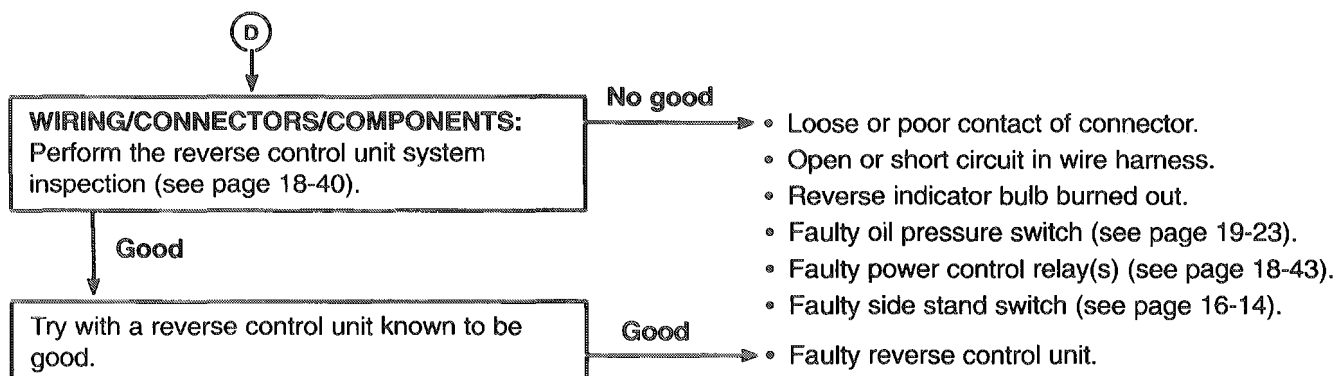 D
WIRING/CONNECTORS/COMPONENTS:
Perform the reverse control unit system
inspection (see page 18-40).
No good
• Loose or poor contact of connector.
• Open or short circuit in wire harness.
• Reverse indicator bulb burned out.
• Faulty oil pressure switch (see page 19-23).
• Faulty power control relay(s) (see page 18-43).
• Faulty side stand switch (see page 16-14).
Good
Try with a reverse control unit known to be
good.
Good
• Faulty reverse control unit.